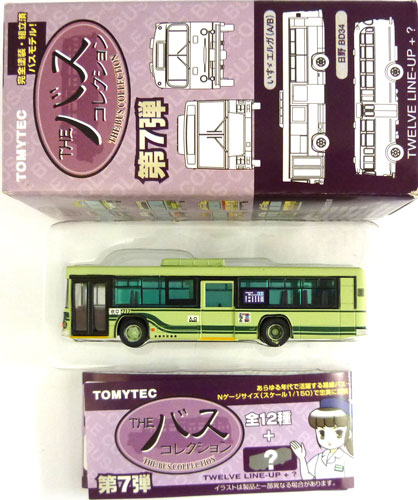 完全塗装・組立済
バスモデル!
THE バス
コレクション
THE BUS COLLECTION
第7弾
TOMYTEC
いすゞエルガ(A/B)
日野 BD34
TWELVE LINE-UP + ?
TOMYTEC
あらゆる年代で活躍する路線バス
Nゲージサイズ(スケール1/150)で
THE バス
コレクション
THE BUS COLLECTION
全12種
+
?
第7弾
TWELVE LINE-UP + ?
イラストは製品と一部異なる場合があります。